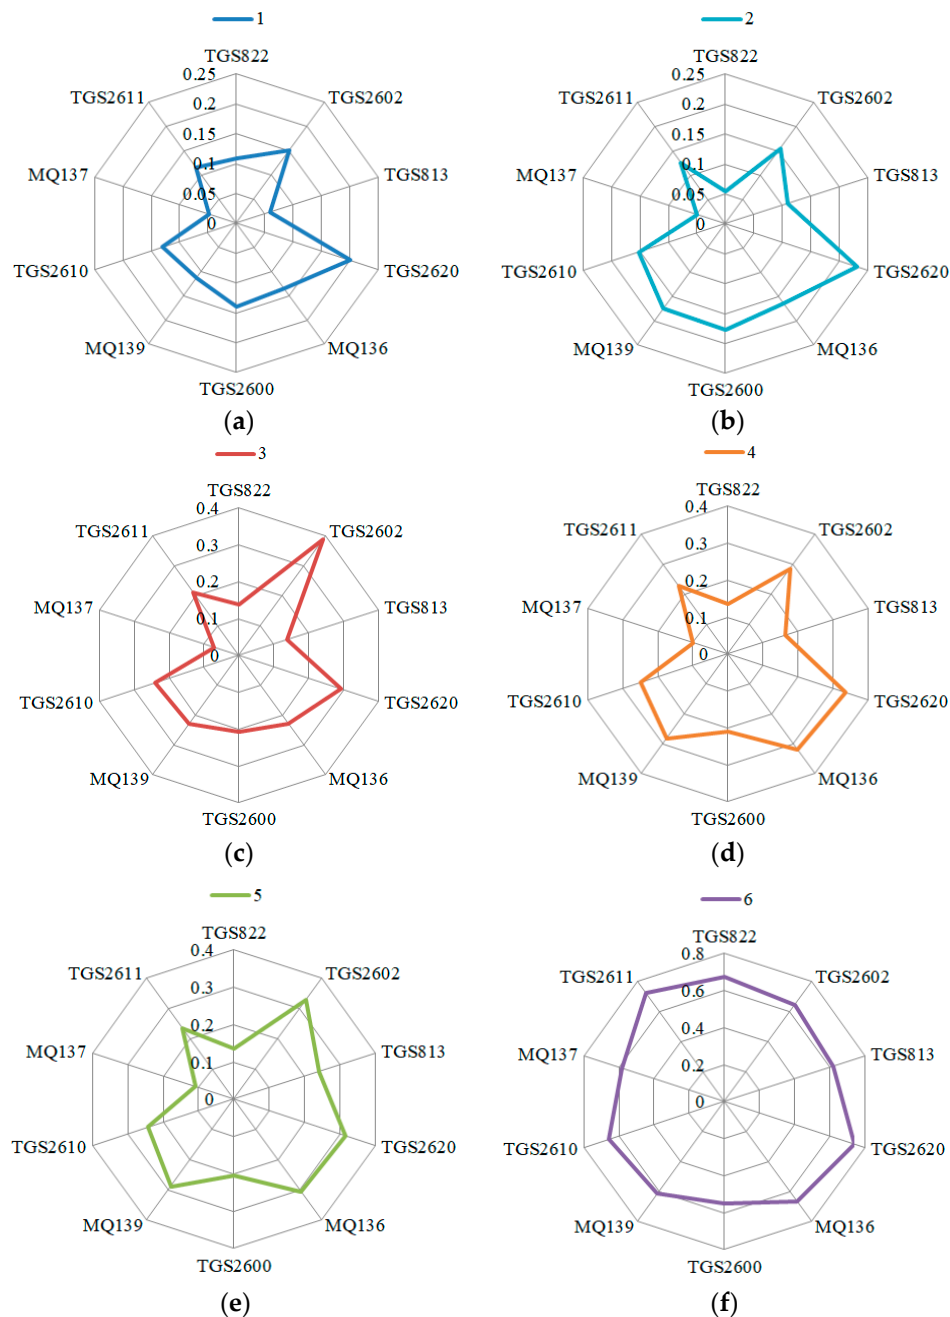 1
TGS822
0.25
TGS2611
0.2
TGS2602
0.15
MQ137
0.1
TGS813
0.05
0
TGS2610
TGS2620
MQ139
MQ136
TGS2600
(a)
2
TGS822
0.25
TGS2611
0.2
TGS2602
0.15
MQ137
0.1
TGS813
0.05
0
TGS2610
TGS2620
MQ139
MQ136
TGS2600
(b)
3
TGS822
0.4
TGS2611
TGS2602
0.3
0.2
MQ137
TGS813
0.1
0
TGS2610
TGS2620
MQ139
MQ136
TGS2600
(c)
4
TGS822
0.4
TGS2611
TGS2602
0.3
0.2
MQ137
TGS813
0.1
0
TGS2610
TGS2620
MQ139
MQ136
TGS2600
(d)
5
TGS822
0.4
TGS2611
TGS2602
0.3
0.2
MQ137
TGS813
0.1
0
TGS2610
TGS2620
MQ139
MQ136
TGS2600
(e)
6
TGS822
0.8
TGS2611
TGS2602
0.6
0.4
MQ137
TGS813
0.2
0
TGS2610
TGS2620
MQ139
MQ136
TGS2600
(f)